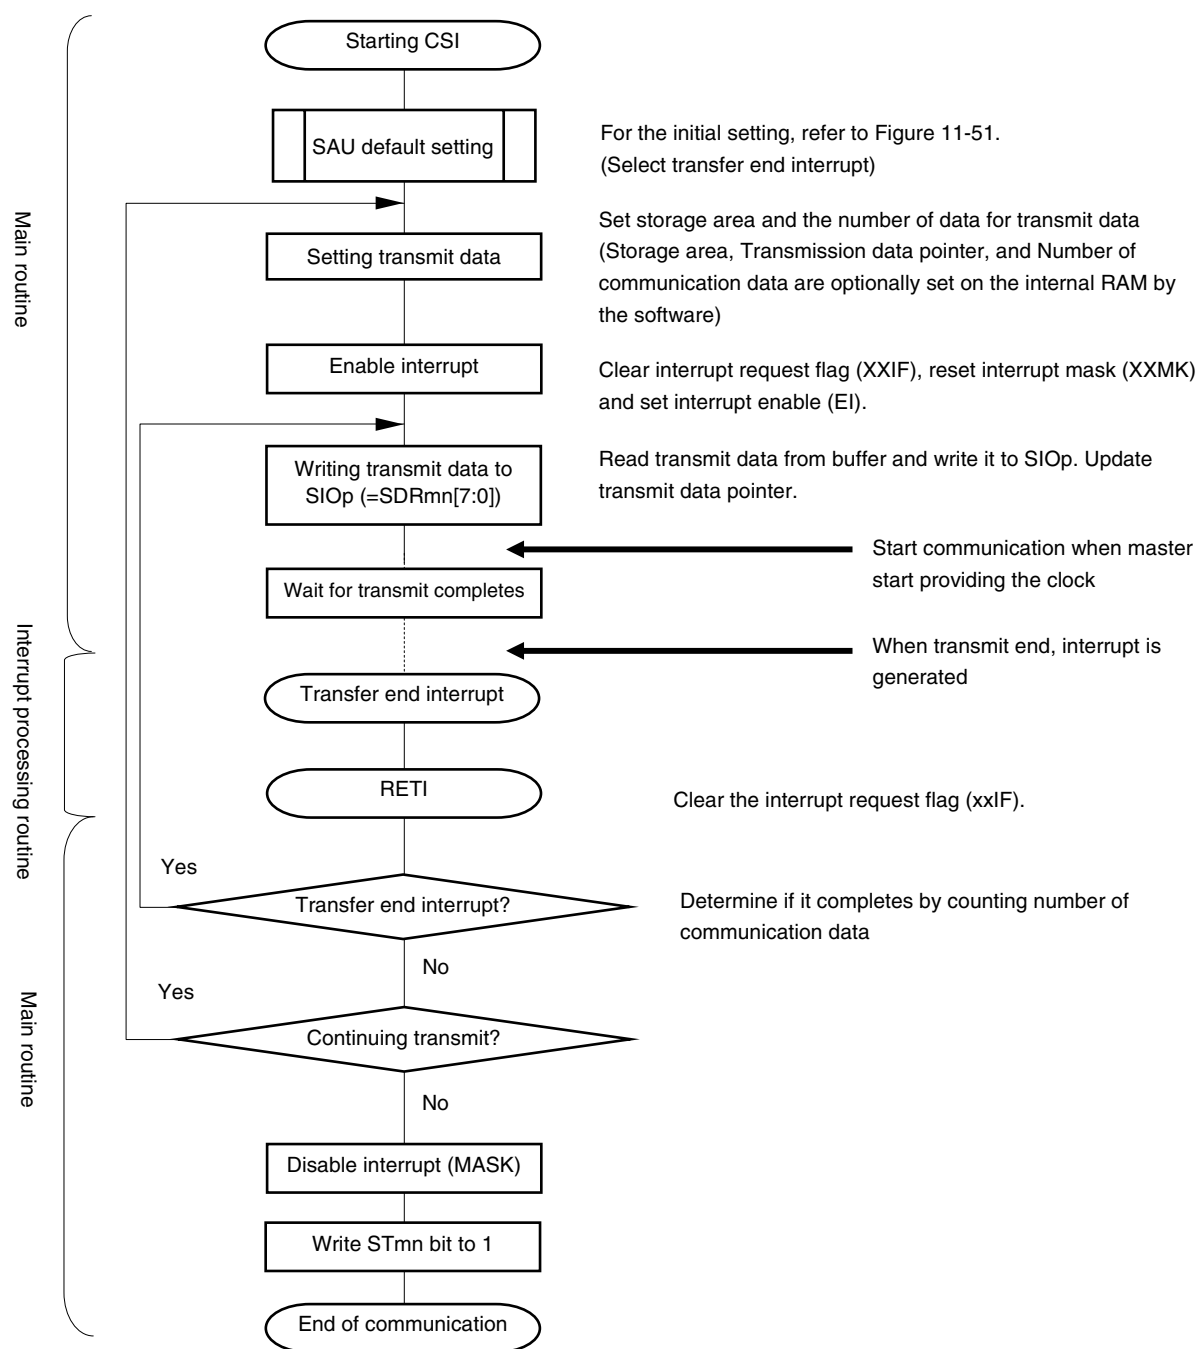 Starting CSI
SAU default setting
For the initial setting, refer to Figure 11-51.
(Select transfer end interrupt)
Main routine
Setting transmit data
Set storage area and the number of data for transmit data
(Storage area, Transmission data pointer, and Number of
communication data are optionally set on the internal RAM by
the software)
Enable interrupt
Clear interrupt request flag (XXIF), reset interrupt mask (XXMK)
and set interrupt enable (EI).
Writing transmit data to
SIOp (=SDRmn[7:0])
Read transmit data from buffer and write it to SIOp. Update
transmit data pointer.
Start communication when master
start providing the clock
Wait for transmit completes
When transmit end, interrupt is
generated
Interrupt processing routine
Transfer end interrupt
RETI
Clear the interrupt request flag (xxIF).
Yes
Transfer end interrupt?
Determine if it completes by counting number of
communication data
No
Yes
Continuing transmit?
Main routine
No
Disable interrupt (MASK)
Write STmn bit to 1
End of communication